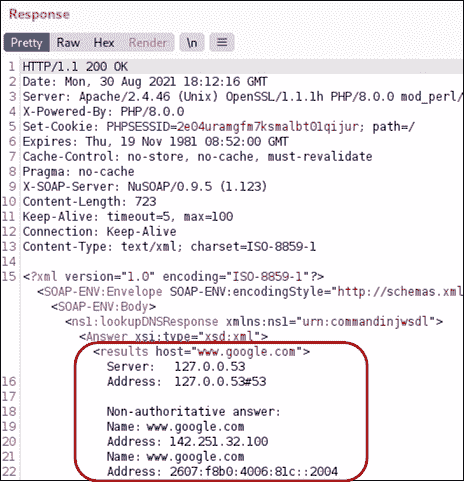 Response
Pretty Raw Hex Render \n
1 HTTP/1.1 200 OK
2 Date: Mon, 30 Aug 2021 18:12:16 GMT
3 Server: Apache/2.4.46 (Unix) OpenSSL/1.1.1h PHP/8.0.0 mod_perl/
4 X-Powered-By: PHP/8.0.0
5 Set-Cookie: PHPSESSID=2e04uramgfm7ksmalbt01qijur; path=/
6 Expires: Thu, 19 Nov 1981 08:52:00 GMT
7 Cache-Control: no-store, no-cache, must-revalidate
8 Pragma: no-cache
9 X-SOAP-Server: NuSOAP/0.9.5 (1.123)
10 Content-Length: 723
11 Keep-Alive: timeout=5, max=100
12 Connection: Keep-Alive
13 Content-Type: text/xml; charset=ISO-8859-1
14
15 <?xml version="1.0" encoding="ISO-8859-1"?>
<SOAP-ENV:Envelope SOAP-ENV:encodingStyle="http://schemas.xml
<SOAP-ENV:Body>
<ns1:lookupDNSResponse xmlns:ns1="urn:commandinjwsdl">
<Answer xsi:type="xsd:xml">
<results host="www.google.com">
Server: 127.0.0.53
16 Address: 127.0.0.53#53
17
18 Non-authoritative answer:
19 Name: www.google.com
20 Address: 142.251.32.100
21 Name: www.google.com
22 Address: 2607:f8b0:4006:81c::2004